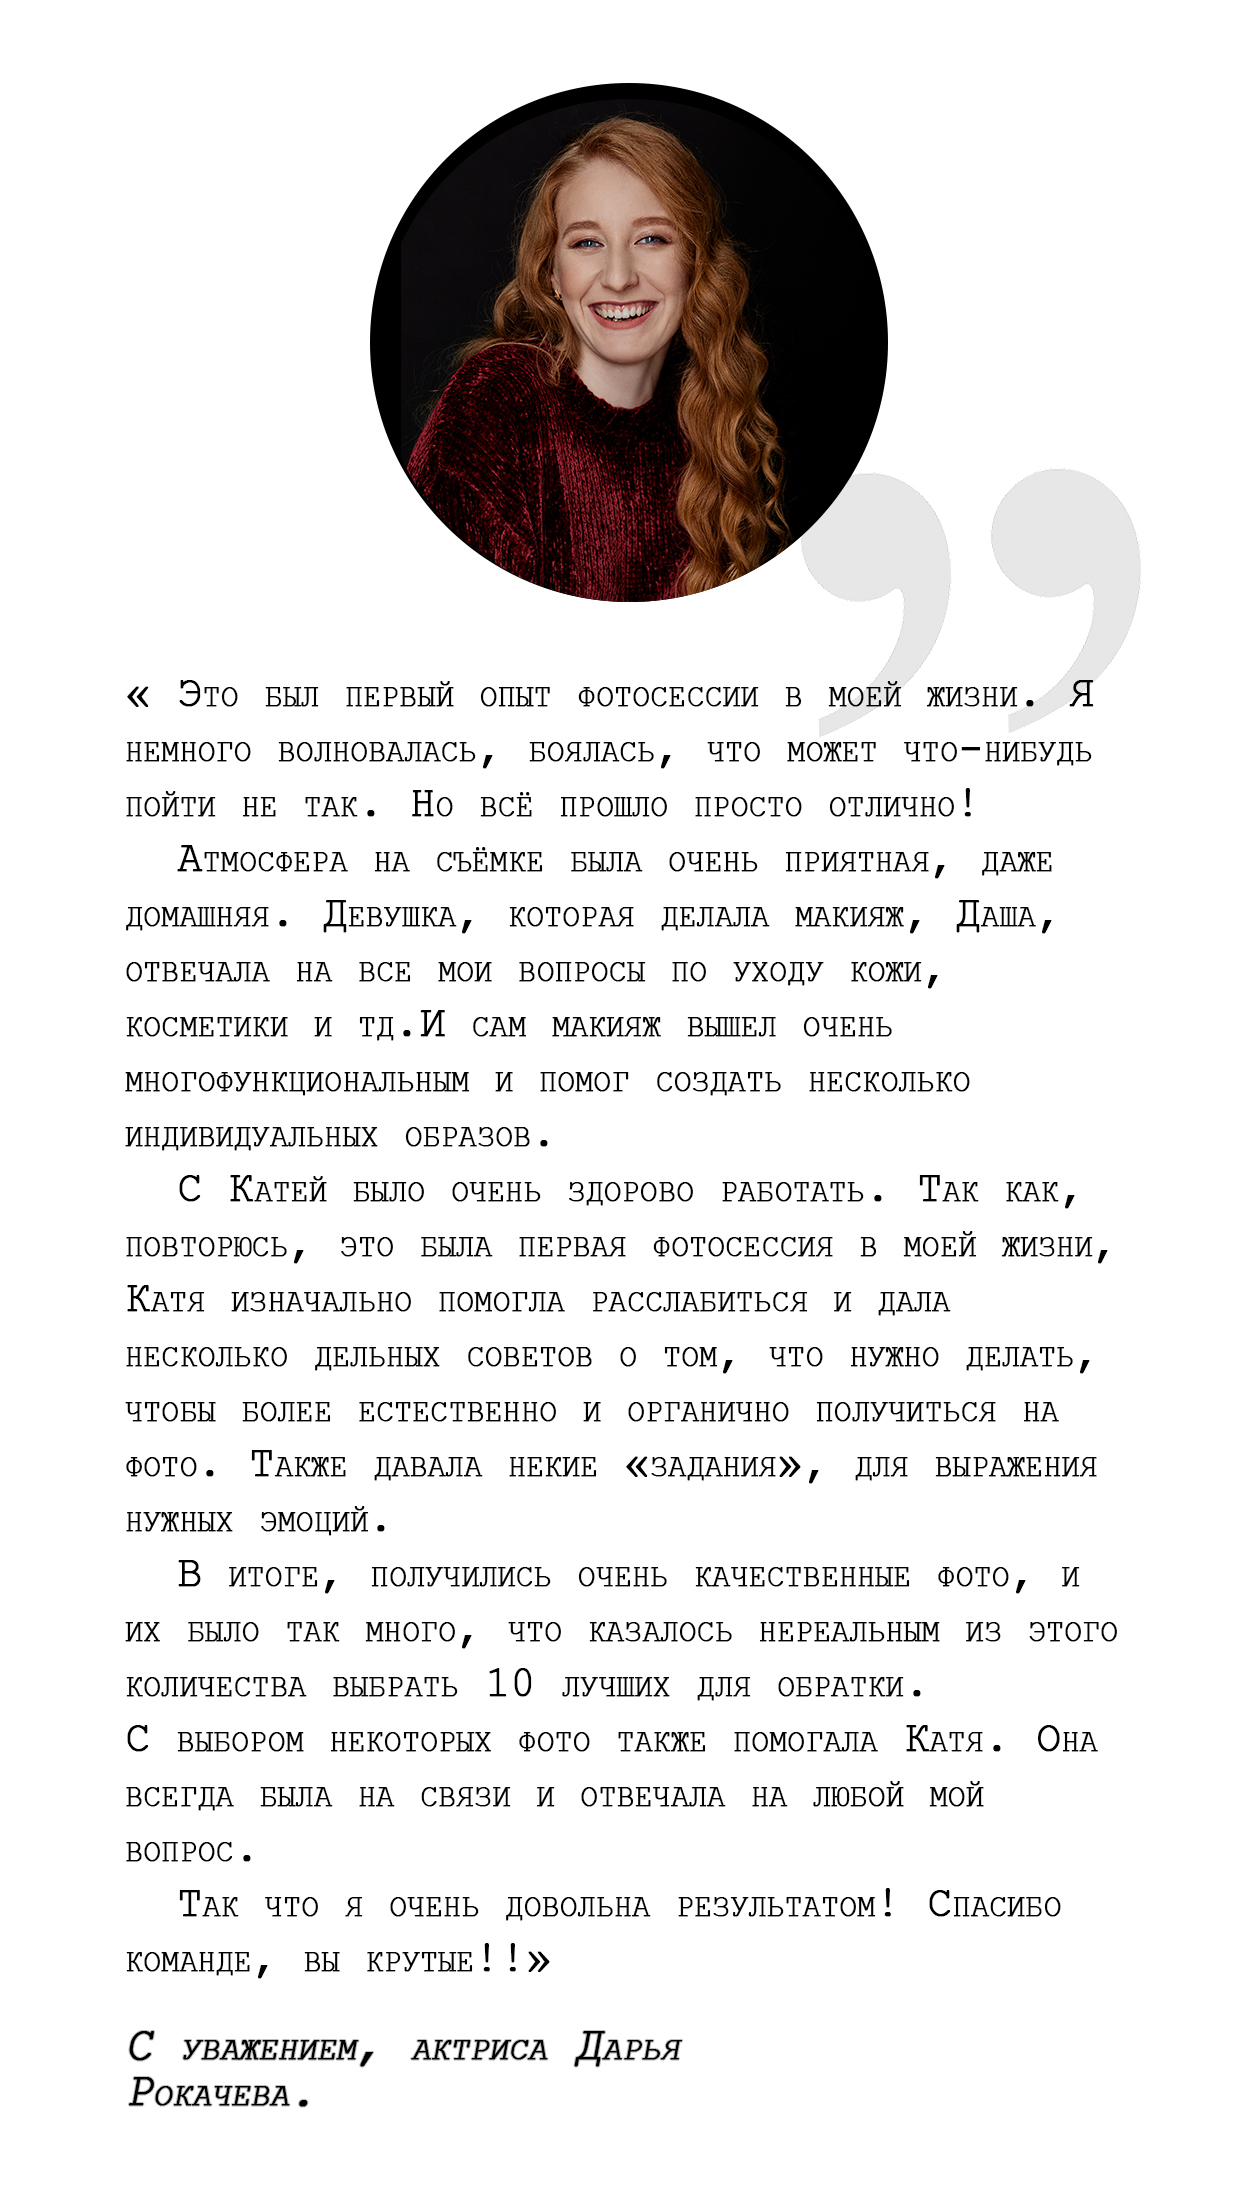 « Это был первый опыт фотосессии в моей жизни. Я
немного волновалась, боялась, что может что-нибудь
пойти не так. Но всё прошло просто отлично!
Атмосфера на съёмке была очень приятная, даже
домашняя. Девушка, которая делала макияж, Даша,
отвечала на все мои вопросы по уходу кожи,
косметики и тд.И сам макияж вышел очень
многофункциональным и помог создать несколько
индивидуальных образов.
С Катей было очень здорово работать. Так как,
повторюсь, это была первая фотосессия в моей жизни,
Катя изначально помогла расслабиться и дала
несколько дельных советов о том, что нужно делать,
чтобы более естественно и органично получиться на
фото. Также давала некие «задания», для выражения
нужных эмоций.
В итоге, получились очень качественные фото, и
их было так много, что казалось нереальным из этого
количества выбрать 10 лучших для обратки.
С выбором некоторых фото также помогала Катя. Она
всегда была на связи и отвечала на любой мой
вопрос.
Так что я очень довольна результатом! Спасибо
команде, вы крутые!!»
С уважением, актриса Дарья
Рокачева.